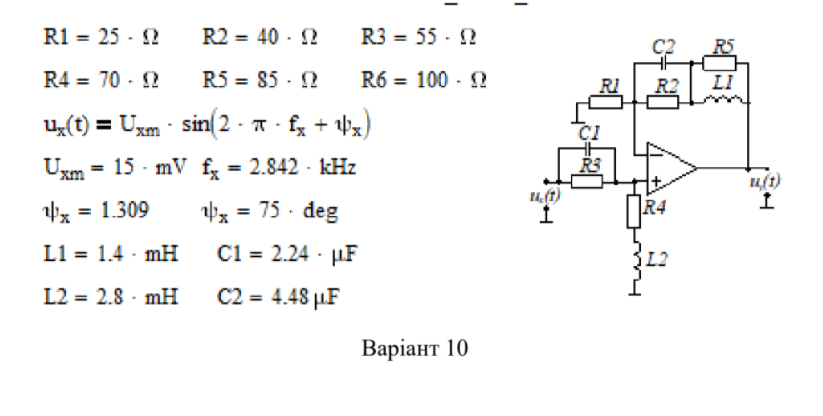 R1 = 25 · Ω R2 = 40 · Ω R3 = 55 · Ω
R4 = 70 · Ω R5 = 85 · Ω R6 = 100 · Ω
uₓ(t) = Uₓₘ · sin(2 · π · fₓ + ψₓ)
Uₓₘ = 15 · mV fₓ = 2.842 · kHz
ψₓ = 1.309 ψₓ = 75 · deg
L1 = 1.4 · mH C1 = 2.24 · μF
L2 = 2.8 · mH C2 = 4.48 μF
C2 R5
R1 R2 L1
C1
R3
uₓ(t)
R4
L2
Варіант 10